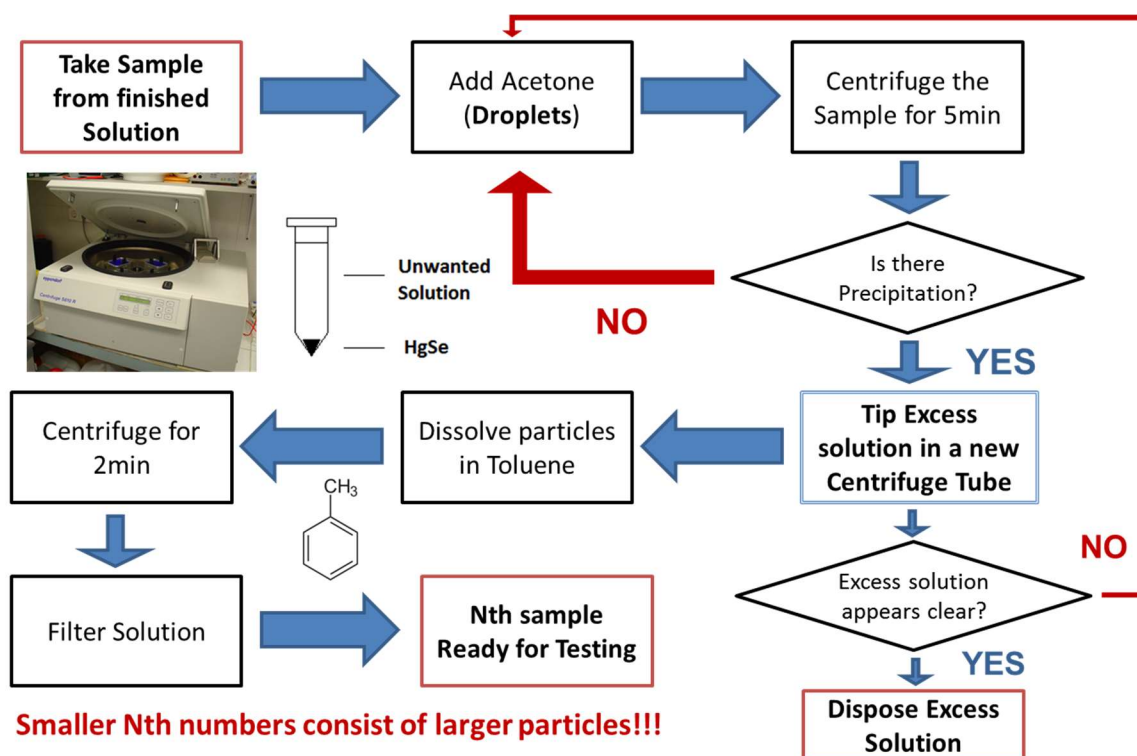 Take Sample
from finished
Solution
Add Acetone
(Droplets)
Centrifuge the
Sample for 5min
Is there
Precipitation?
NO
YES
Unwanted
Solution
HgSe
eppendorf
Centrifuge 5810 R
Tip Excess
solution in a new
Centrifuge Tube
Dissolve particles
in Toluene
CH3
Centrifuge for
2min
Filter Solution
Nth sample
Ready for Testing
Excess solution
appears clear?
NO
YES
Dispose Excess
Solution
Smaller Nth numbers consist of larger particles!!!